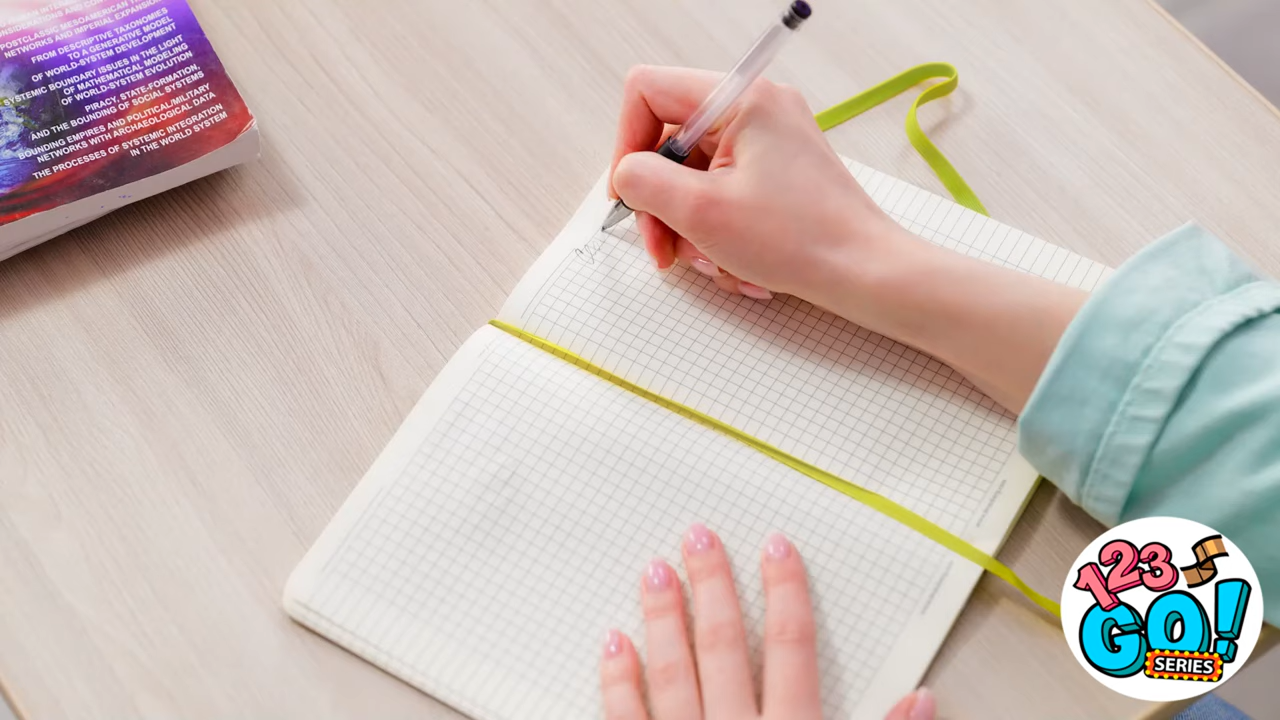 NETWORKS AND IMPERIAL EXPANSION
FROM DESCRIPTIVE TAXONOMIES
TO A GENERATIVE MODEL
OF WORLD-SYSTEM DEVELOPMENT
SYSTEMIC BOUNDARY ISSUES IN THE LIGHT
OF MATHEMATICAL MODELING
OF WORLD-SYSTEM EVOLUTION
PIRACY, STATE-FORMATION,
AND THE BOUNDING OF SOCIAL SYSTEMS
BOUNDING EMPIRES AND POLITICAL/MILITARY
NETWORKS WITH ARCHAEOLOGICAL DATA
THE PROCESSES OF SYSTEMIC INTEGRATION
IN THE WORLD SYSTEM
123
GO!
SERIES